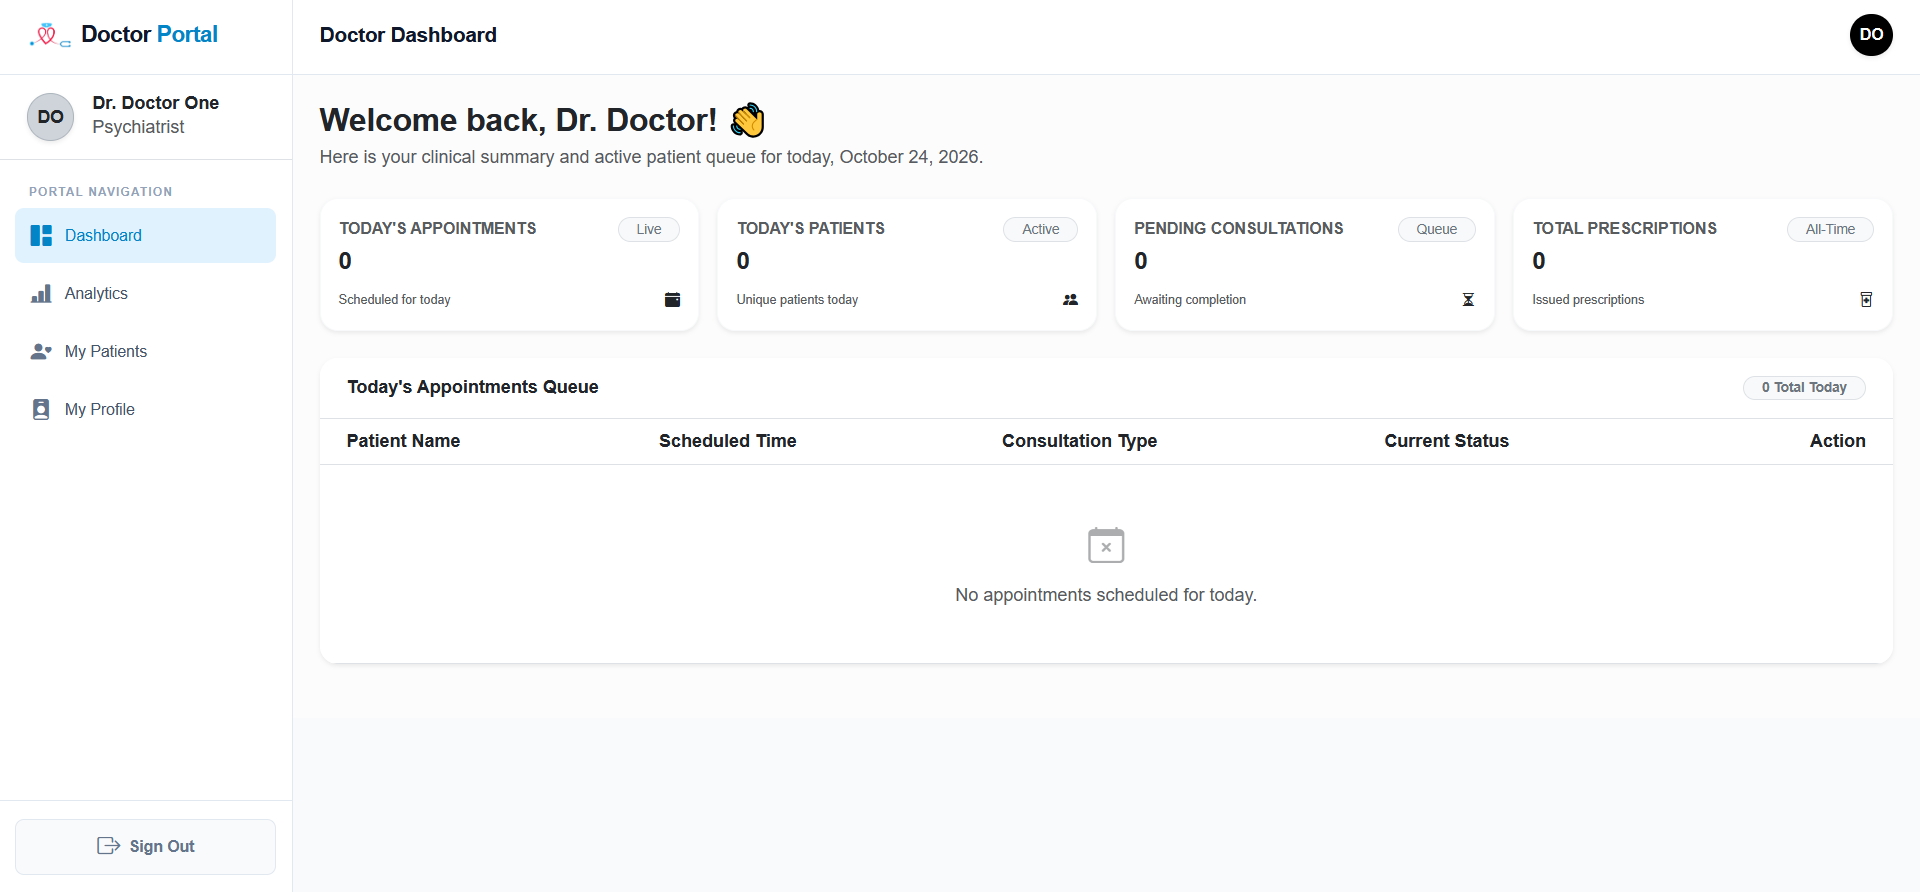 Doctor Portal
Doctor Dashboard
DO
DO
Dr. Doctor One
Psychiatrist
PORTAL NAVIGATION
Dashboard
Analytics
My Patients
My Profile
Sign Out
Welcome back, Dr. Doctor! 👋
Here is your clinical summary and active patient queue for today, October 24, 2026.
TODAY'S APPOINTMENTS Live
0
Scheduled for today
TODAY'S PATIENTS Active
0
Unique patients today
PENDING CONSULTATIONS Queue
0
Awaiting completion
TOTAL PRESCRIPTIONS All-Time
0
Issued prescriptions
Today's Appointments Queue 0 Total Today
Patient Name Scheduled Time Consultation Type Current Status Action
No appointments scheduled for today.